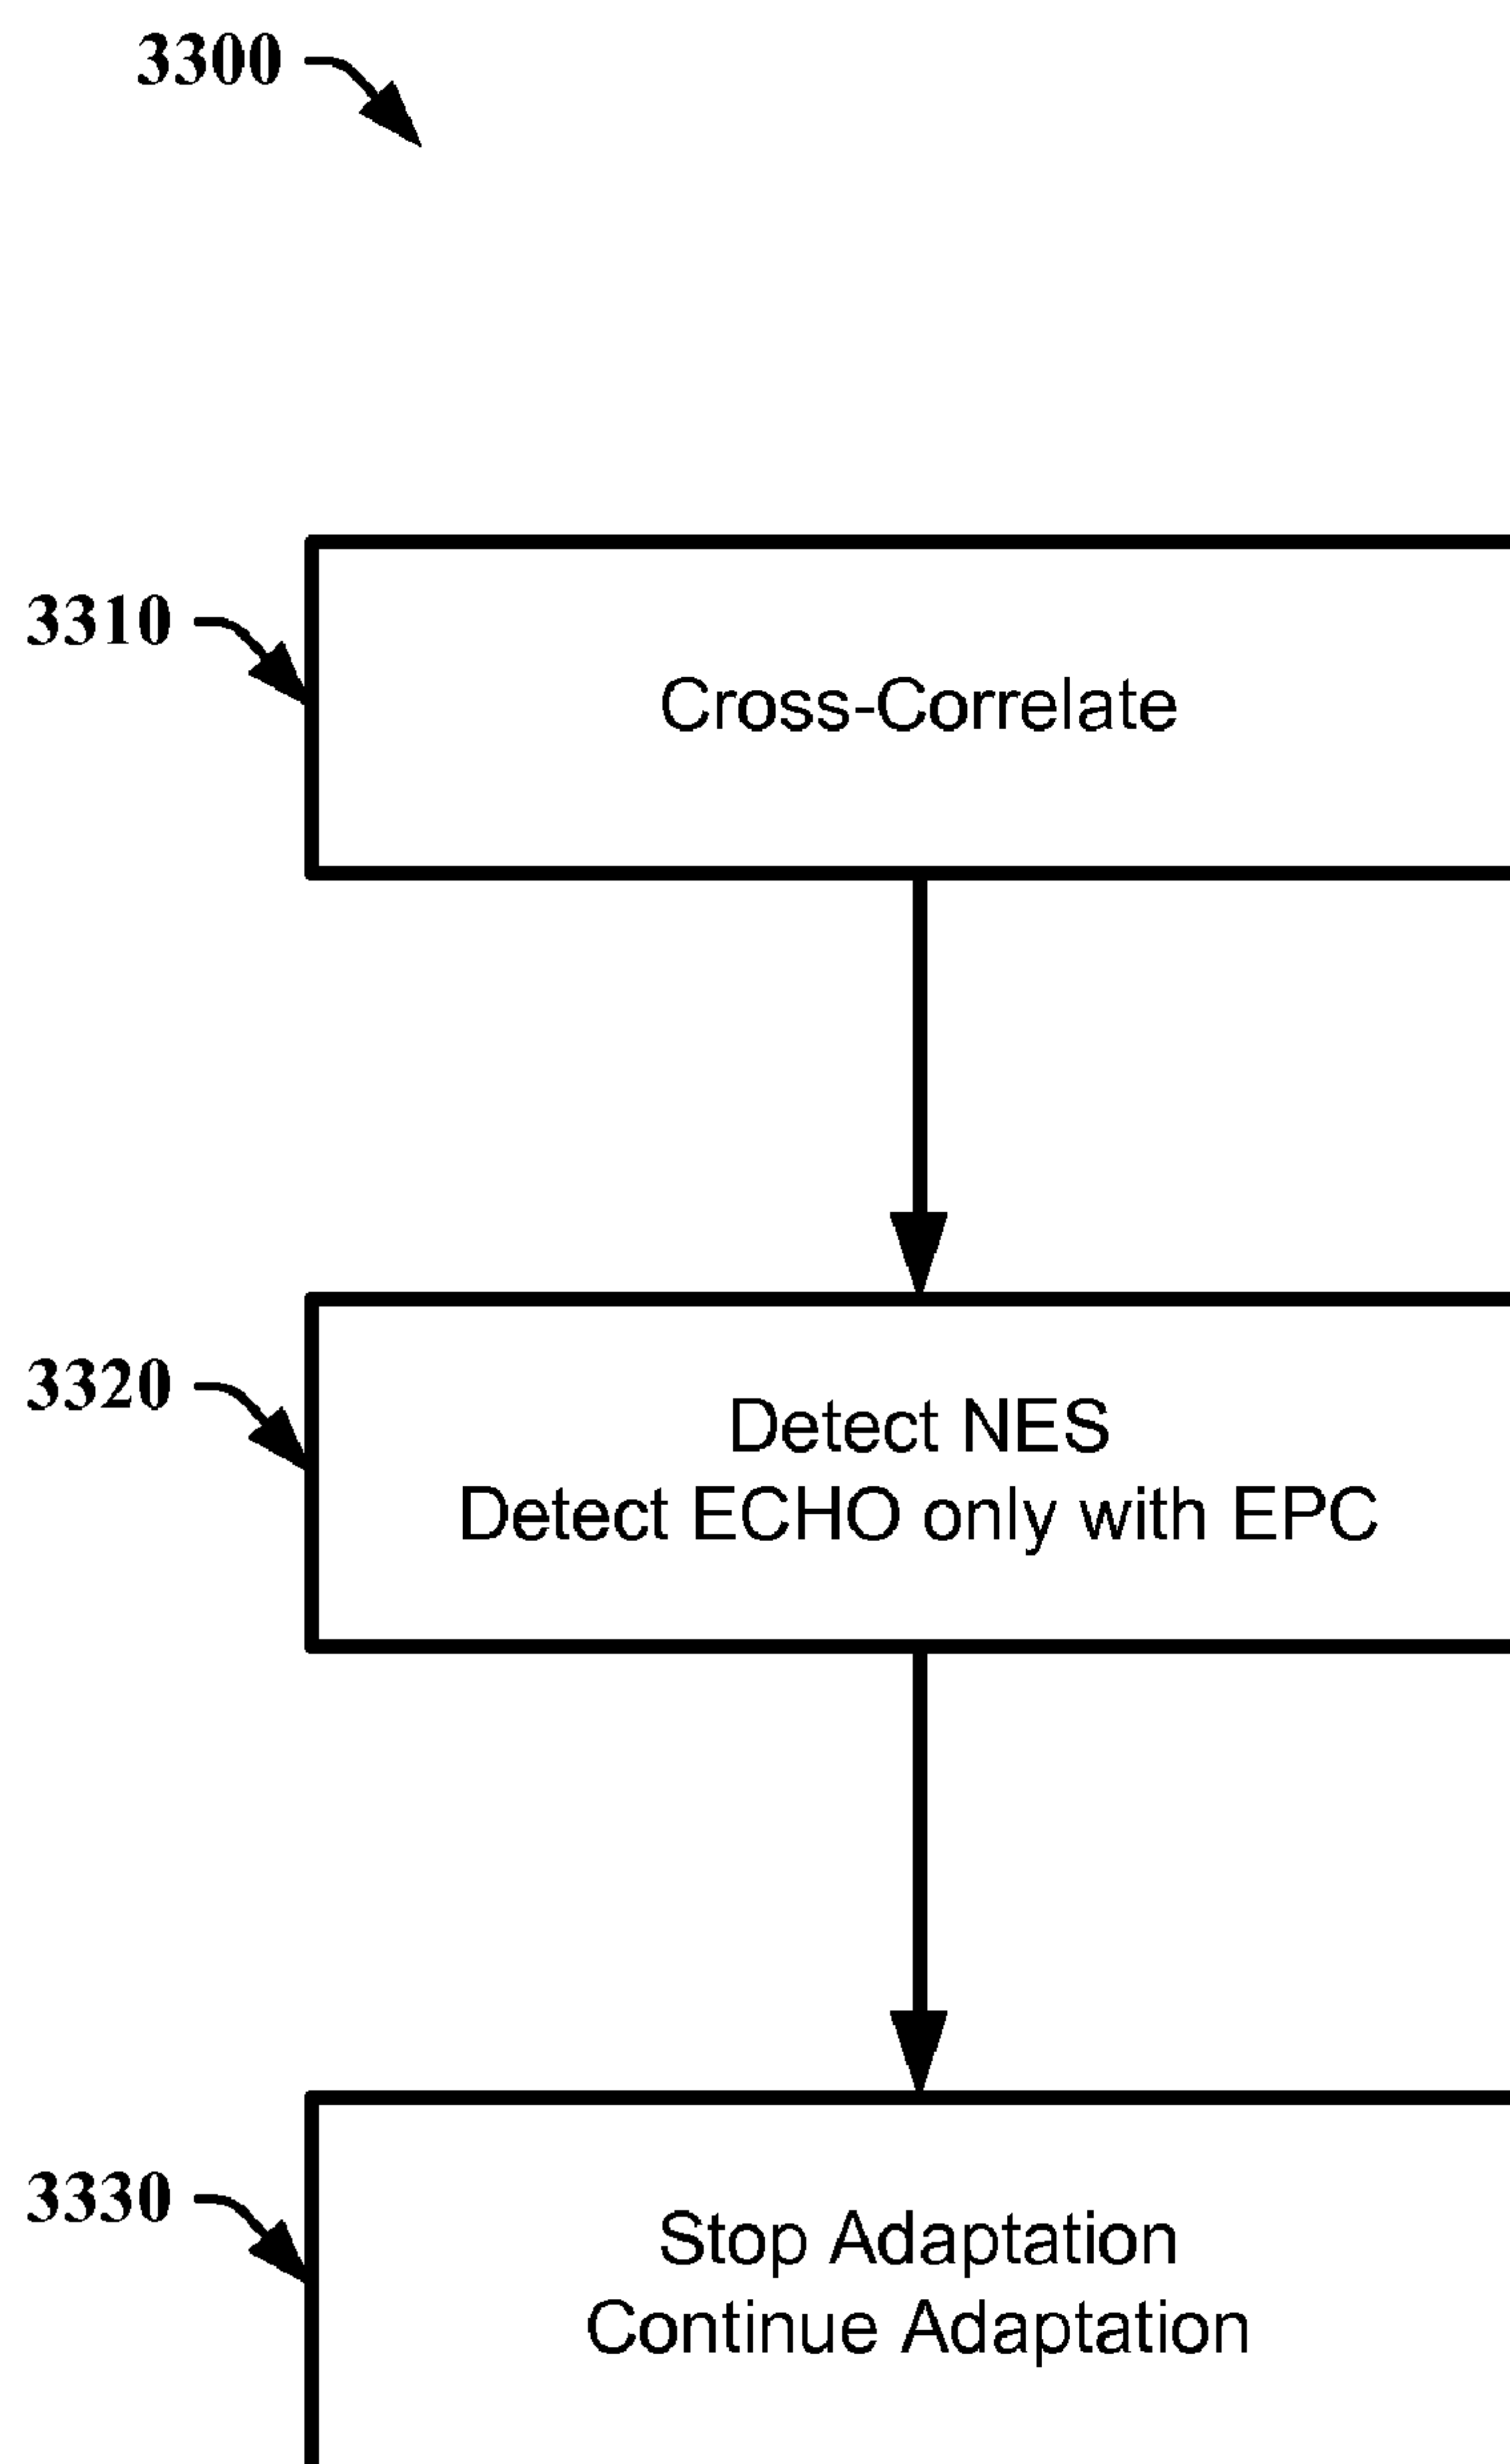 3300
3310
Cross-Correlate
3320
Detect NES
Detect ECHO only with EPC
3330
Stop Adaptation
Continue Adaptation